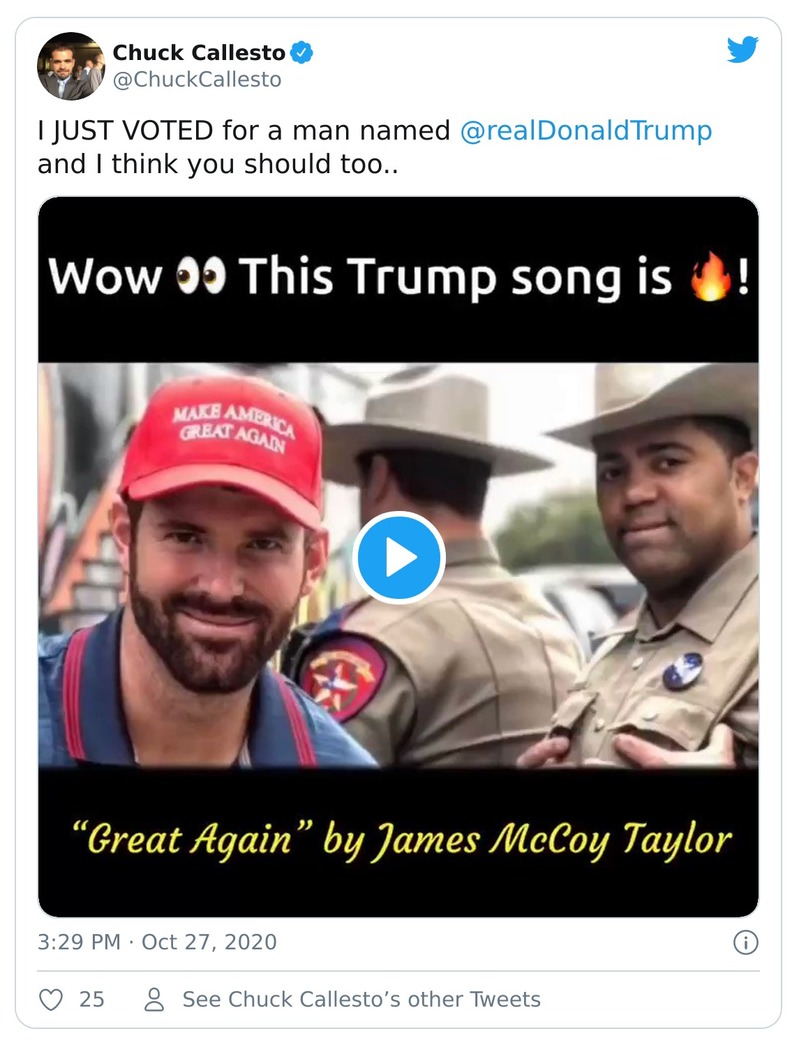 Chuck Callesto
@ChuckCallesto
I JUST VOTED for a man named @realDonaldTrump
and I think you should too..
Wow 👀 This Trump song is 🔥!
MAKE AMERICA
GREAT AGAIN
“Great Again” by James McCoy Taylor
3:29 PM · Oct 27, 2020
25
See Chuck Callesto’s other Tweets